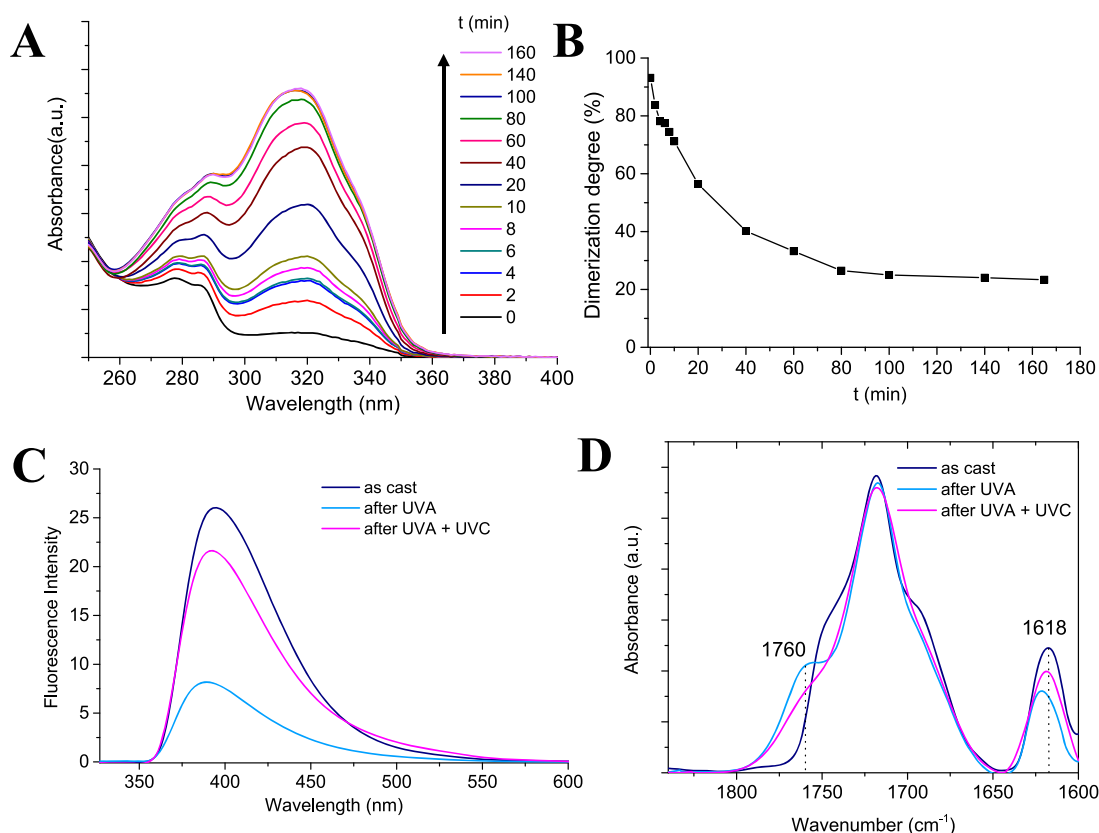 A
Absorbance(a.u.)
t (min)
160
140
100
80
60
40
20
10
8
6
4
2
0
260 280 300 320 340 360 380 400
Wavelength (nm)
B
Dimerization degree (%)
100
80
60
40
20
0
0 20 40 60 80 100 120 140 160 180
t (min)
C
Fluorescence Intensity
30
25
20
15
10
5
0
as cast
after UVA
after UVA + UVC
350 400 450 500 550 600
Wavelength (nm)
D
Absorbance (a.u.)
as cast
after UVA
after UVA + UVC
1760
1618
1800 1750 1700 1650 1600
Wavenumber (cm⁻¹)